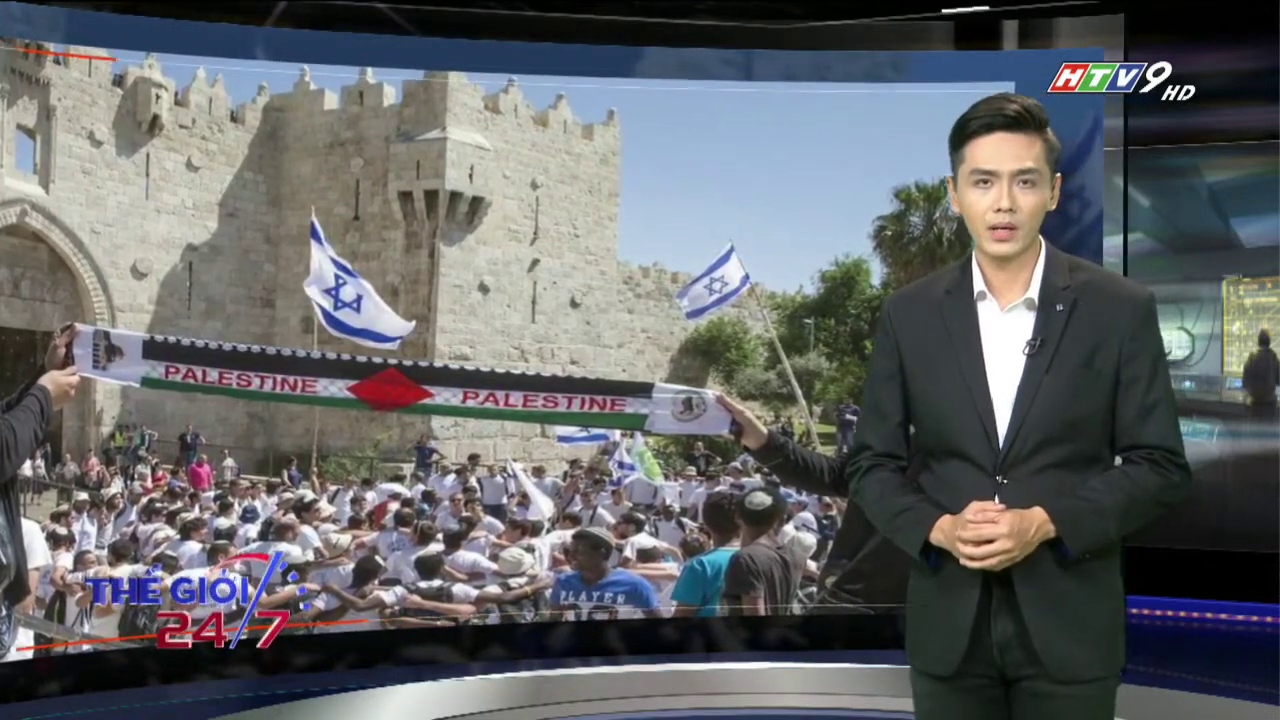 HTV9
HD
PALESTINE PALESTINE
PLAYER
THẾ GIỚI
24/7